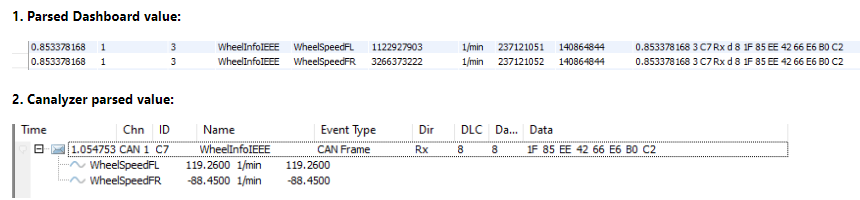 1. Parsed Dashboard value:
0.853378168 1 3 WheelInfoIEEE WheelSpeedFL 1122927903 1/min 237121051 140864844 0.853378168 3 C7 Rx d 8 1F 85 EE 42 66 E6 B0 C2
0.853378168 1 3 WheelInfoIEEE WheelSpeedFR 3266373222 1/min 237121052 140864844 0.853378168 3 C7 Rx d 8 1F 85 EE 42 66 E6 B0 C2
2. Canalyzer parsed value:
Time Chn ID Name Event Type Dir DLC Da... Data
1.054753 CAN 1 C7 WheelInfoIEEE CAN Frame Rx 8 8 1F 85 EE 42 66 E6 B0 C2
WheelSpeedFL 119.2600 1/min 119.2600
WheelSpeedFR -88.4500 1/min -88.4500